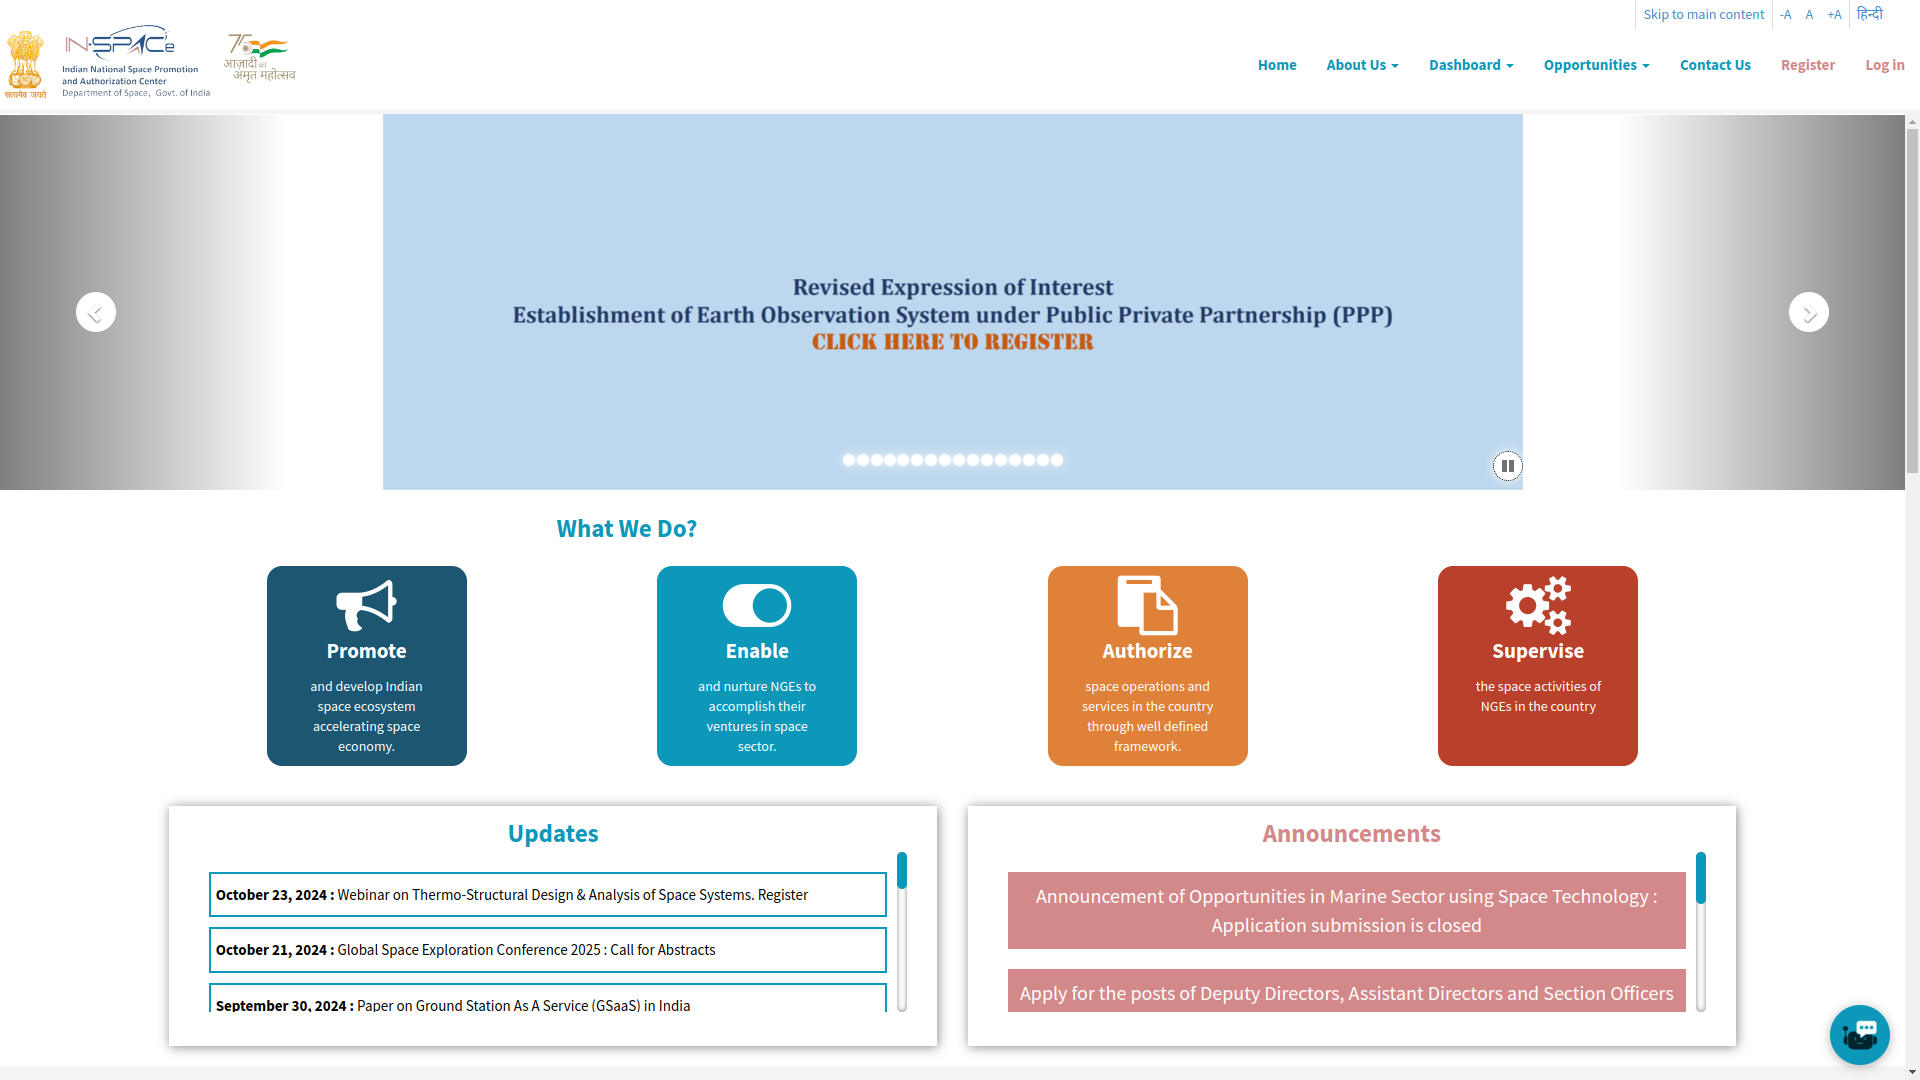 Skip to main content -A A +A हिन्दी
सत्यमेव जयते
IN-SPACe
Indian National Space Promotion
and Authorization Center
Department of Space, Govt. of India
75
आज़ादी का
अमृत महोत्सव
Home About Us Dashboard Opportunities Contact Us Register Log in
Revised Expression of Interest
Establishment of Earth Observation System under Public Private Partnership (PPP)
CLICK HERE TO REGISTER
What We Do?
Promote
and develop Indian
space ecosystem
accelerating space
economy.
Enable
and nurture NGEs to
accomplish their
ventures in space
sector.
Authorize
space operations and
services in the country
through well defined
framework.
Supervise
the space activities of
NGEs in the country
Updates
October 23, 2024 : Webinar on Thermo-Structural Design & Analysis of Space Systems. Register
October 21, 2024 : Global Space Exploration Conference 2025 : Call for Abstracts
September 30, 2024 : Paper on Ground Station As A Service (GSaaS) in India
Announcements
Announcement of Opportunities in Marine Sector using Space Technology :
Application submission is closed
Apply for the posts of Deputy Directors, Assistant Directors and Section Officers